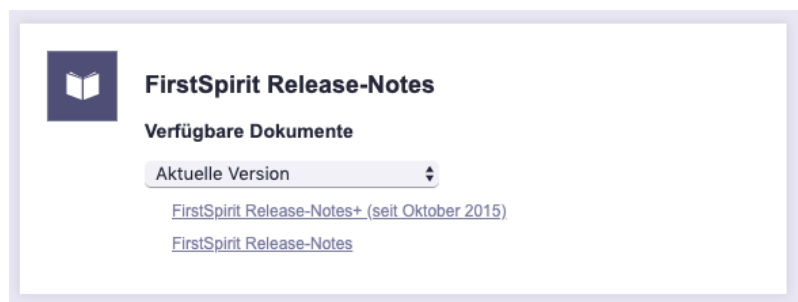 FirstSpirit Release-Notes
Verfügbare Dokumente
Aktuelle Version
FirstSpirit Release-Notes+ (seit Oktober 2015)
FirstSpirit Release-Notes